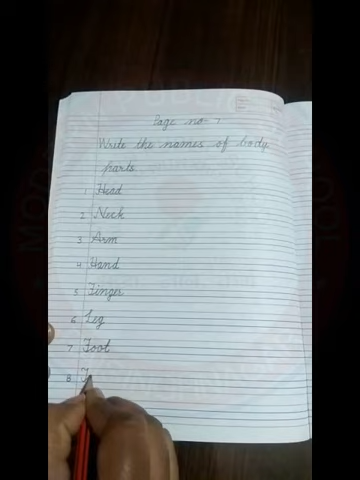 Page no- 7
Write the names of body
parts.
1 Head
2 Neck
3 Arm
4 Hand
5 Finger
6 Leg
7 Foot
8 T